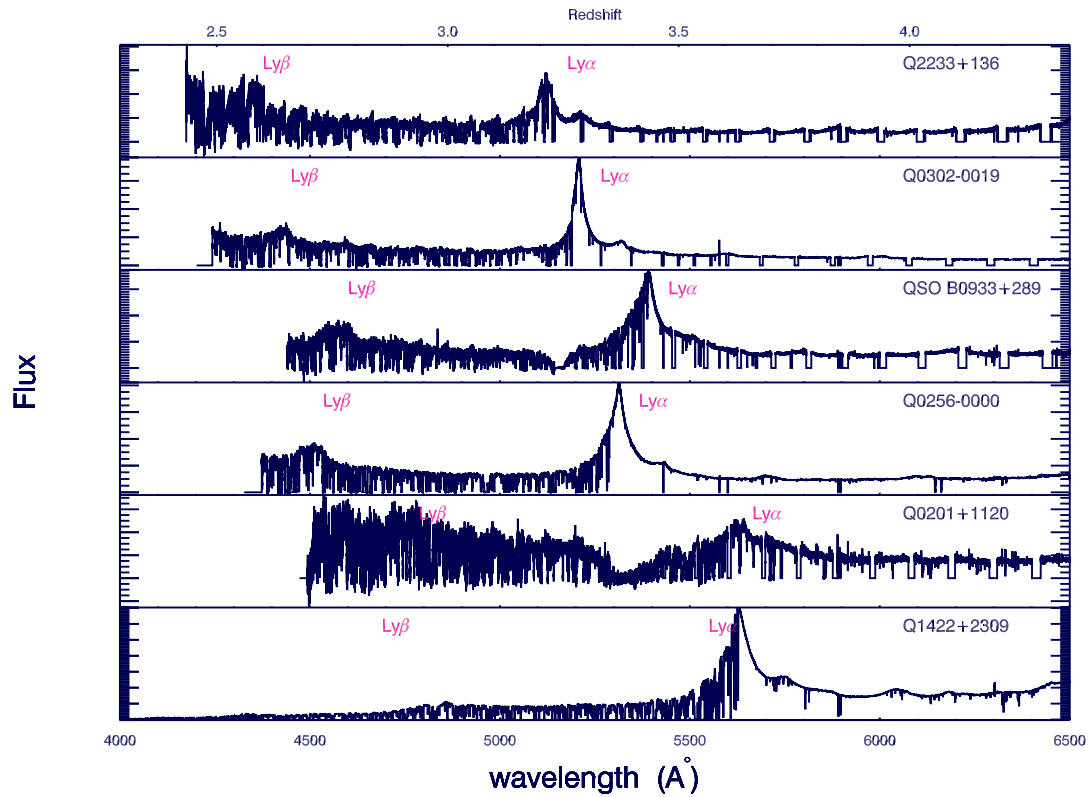 Redshift
2.5 3.0 3.5 4.0
Lyβ Lyα Q2233+136
Lyβ Lyα Q0302-0019
Lyβ Lyα QSO B0933+289
Lyβ Lyα Q0256-0000
Lyβ Lyα Q0201+1120
Lyβ Lyα Q1422+2309
Flux
4000 4500 5000 5500 6000 6500
wavelength (A°)